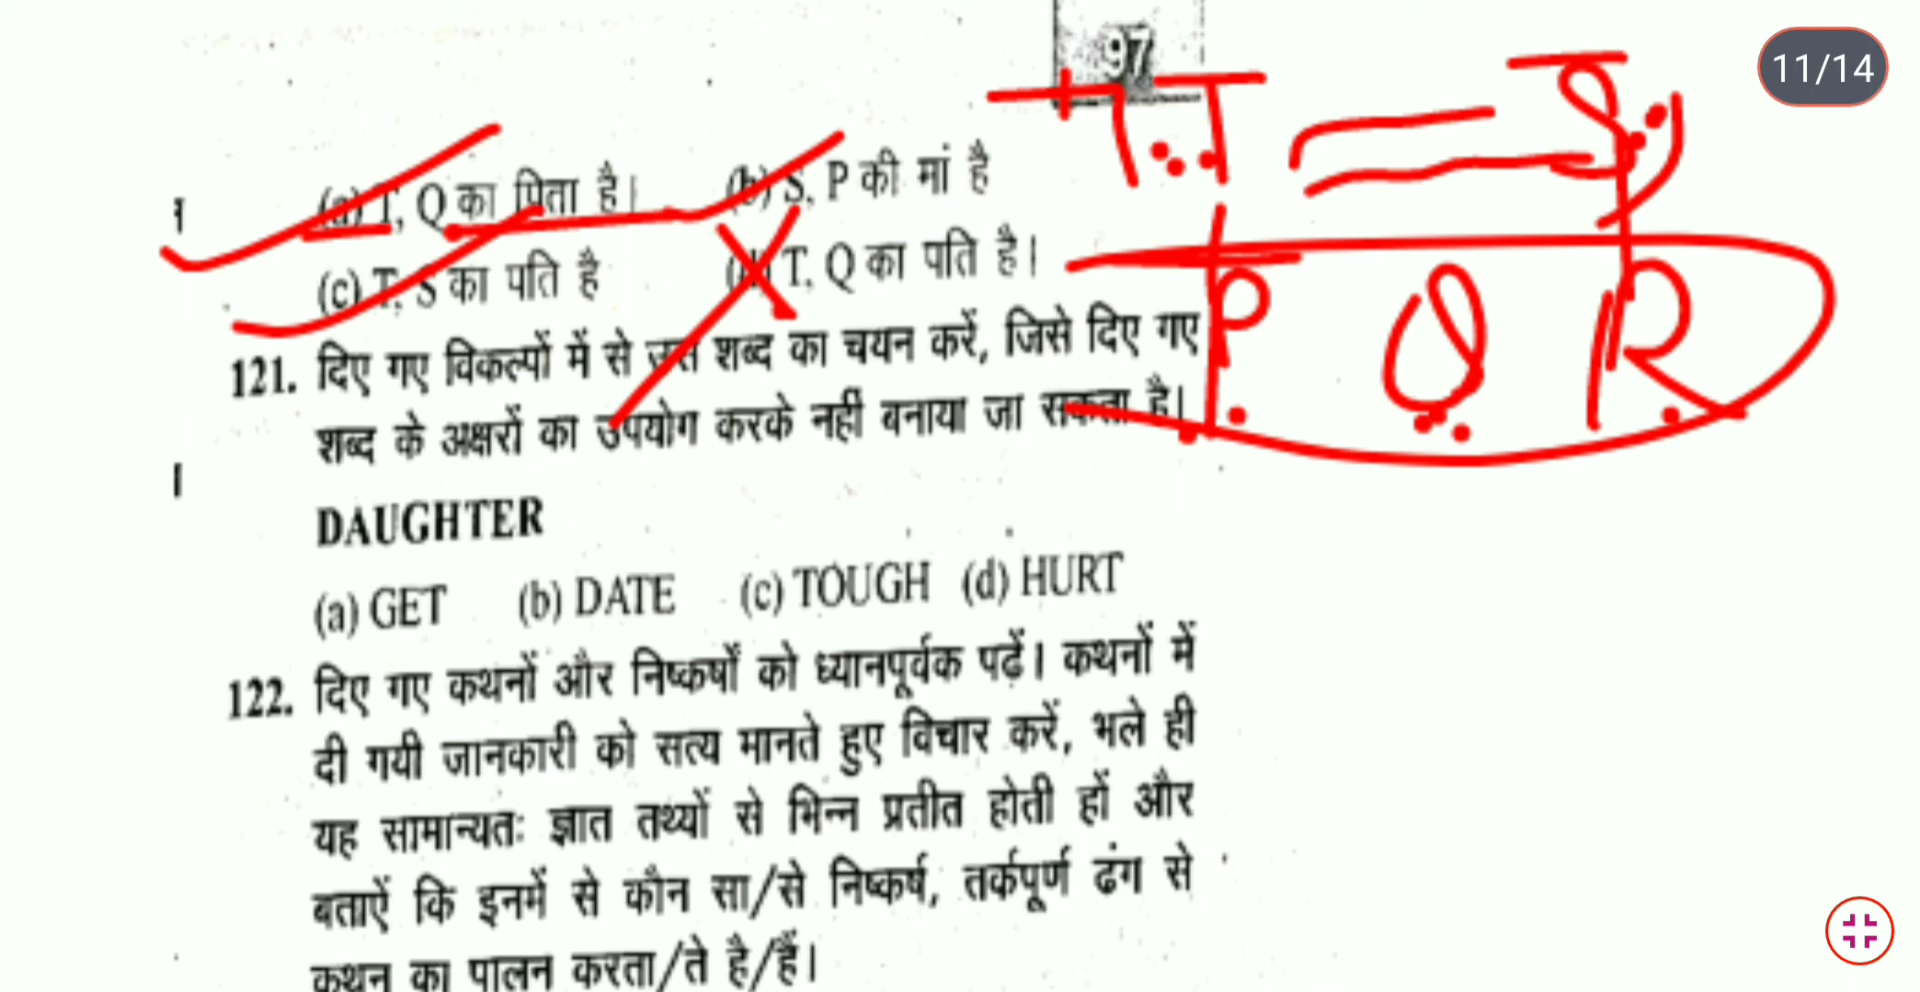 97
11/14
(a) T, Q का पिता है। (b) S, P की मां है
(c) T, S का पति है (d) T, Q का पति है।
121. दिए गए विकल्पों में से उस शब्द का चयन करें, जिसे दिए गए
शब्द के अक्षरों का उपयोग करके नहीं बनाया जा सकता है।
DAUGHTER
(a) GET (b) DATE (c) TOUGH (d) HURT
122. दिए गए कथनों और निष्कर्षों को ध्यानपूर्वक पढ़ें। कथनों में
दी गयी जानकारी को सत्य मानते हुए विचार करें, भले ही
यह सामान्यतः ज्ञात तथ्यों से भिन्न प्रतीत होती हों और
बताऐं कि इनमें से कौन सा/से निष्कर्ष, तर्कपूर्ण ढंग से
कथन का पालन करता/ते है/हैं।
P Q R